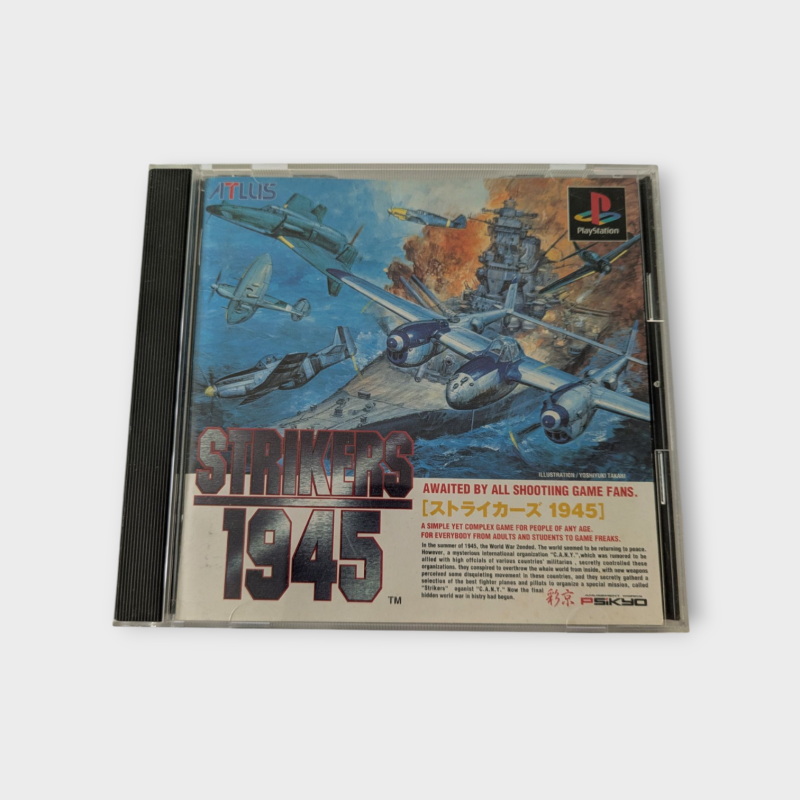 ATLUS
PlayStation
ILLUSTRATION / YOSHIYUKI TAKANI
STRIKERS
1945
TM
AWAITED BY ALL SHOOTIING GAME FANS.
[ストライカーズ 1945]
A SIMPLE YET COMPLEX GAME FOR PEOPLE OF ANY AGE.
FOR EVERYBODY FROM ADULTS AND STUDENTS TO GAME FREAKS.
In the summer of 1945, the World War 2ended. The world seemed to be returning to peace.
However, a mysterious international organization "C.A.N.Y.",which was rumored to be
allied with high offcials of various countries' militaries , secretly controlled those
organizations. they conspired to overthrow the whole world from inside, with new weapons
perceived some disquieting movement in these countries, and they secretly gatherd a
selection of the best fighter planes and pilluts to organize a special mission, called
"Strikers" against "C.A.N.Y." Now the final
hidden world war in histry had begun.
彩京
PSIKYO